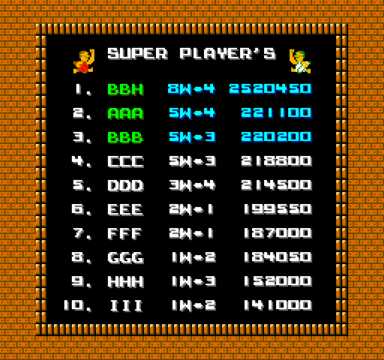 SUPER PLAYER'S
1. BBH 8W-4 2520450
2. AAA 5W-4 221100
3. BBB 5W-3 220200
4. CCC 5W-3 218800
5. DDD 3W-4 214500
6. EEE 2W-1 199550
7. FFF 2W-1 187000
8. GGG 1W-2 184050
9. HHH 1W-3 152000
10. III 1W-2 141000